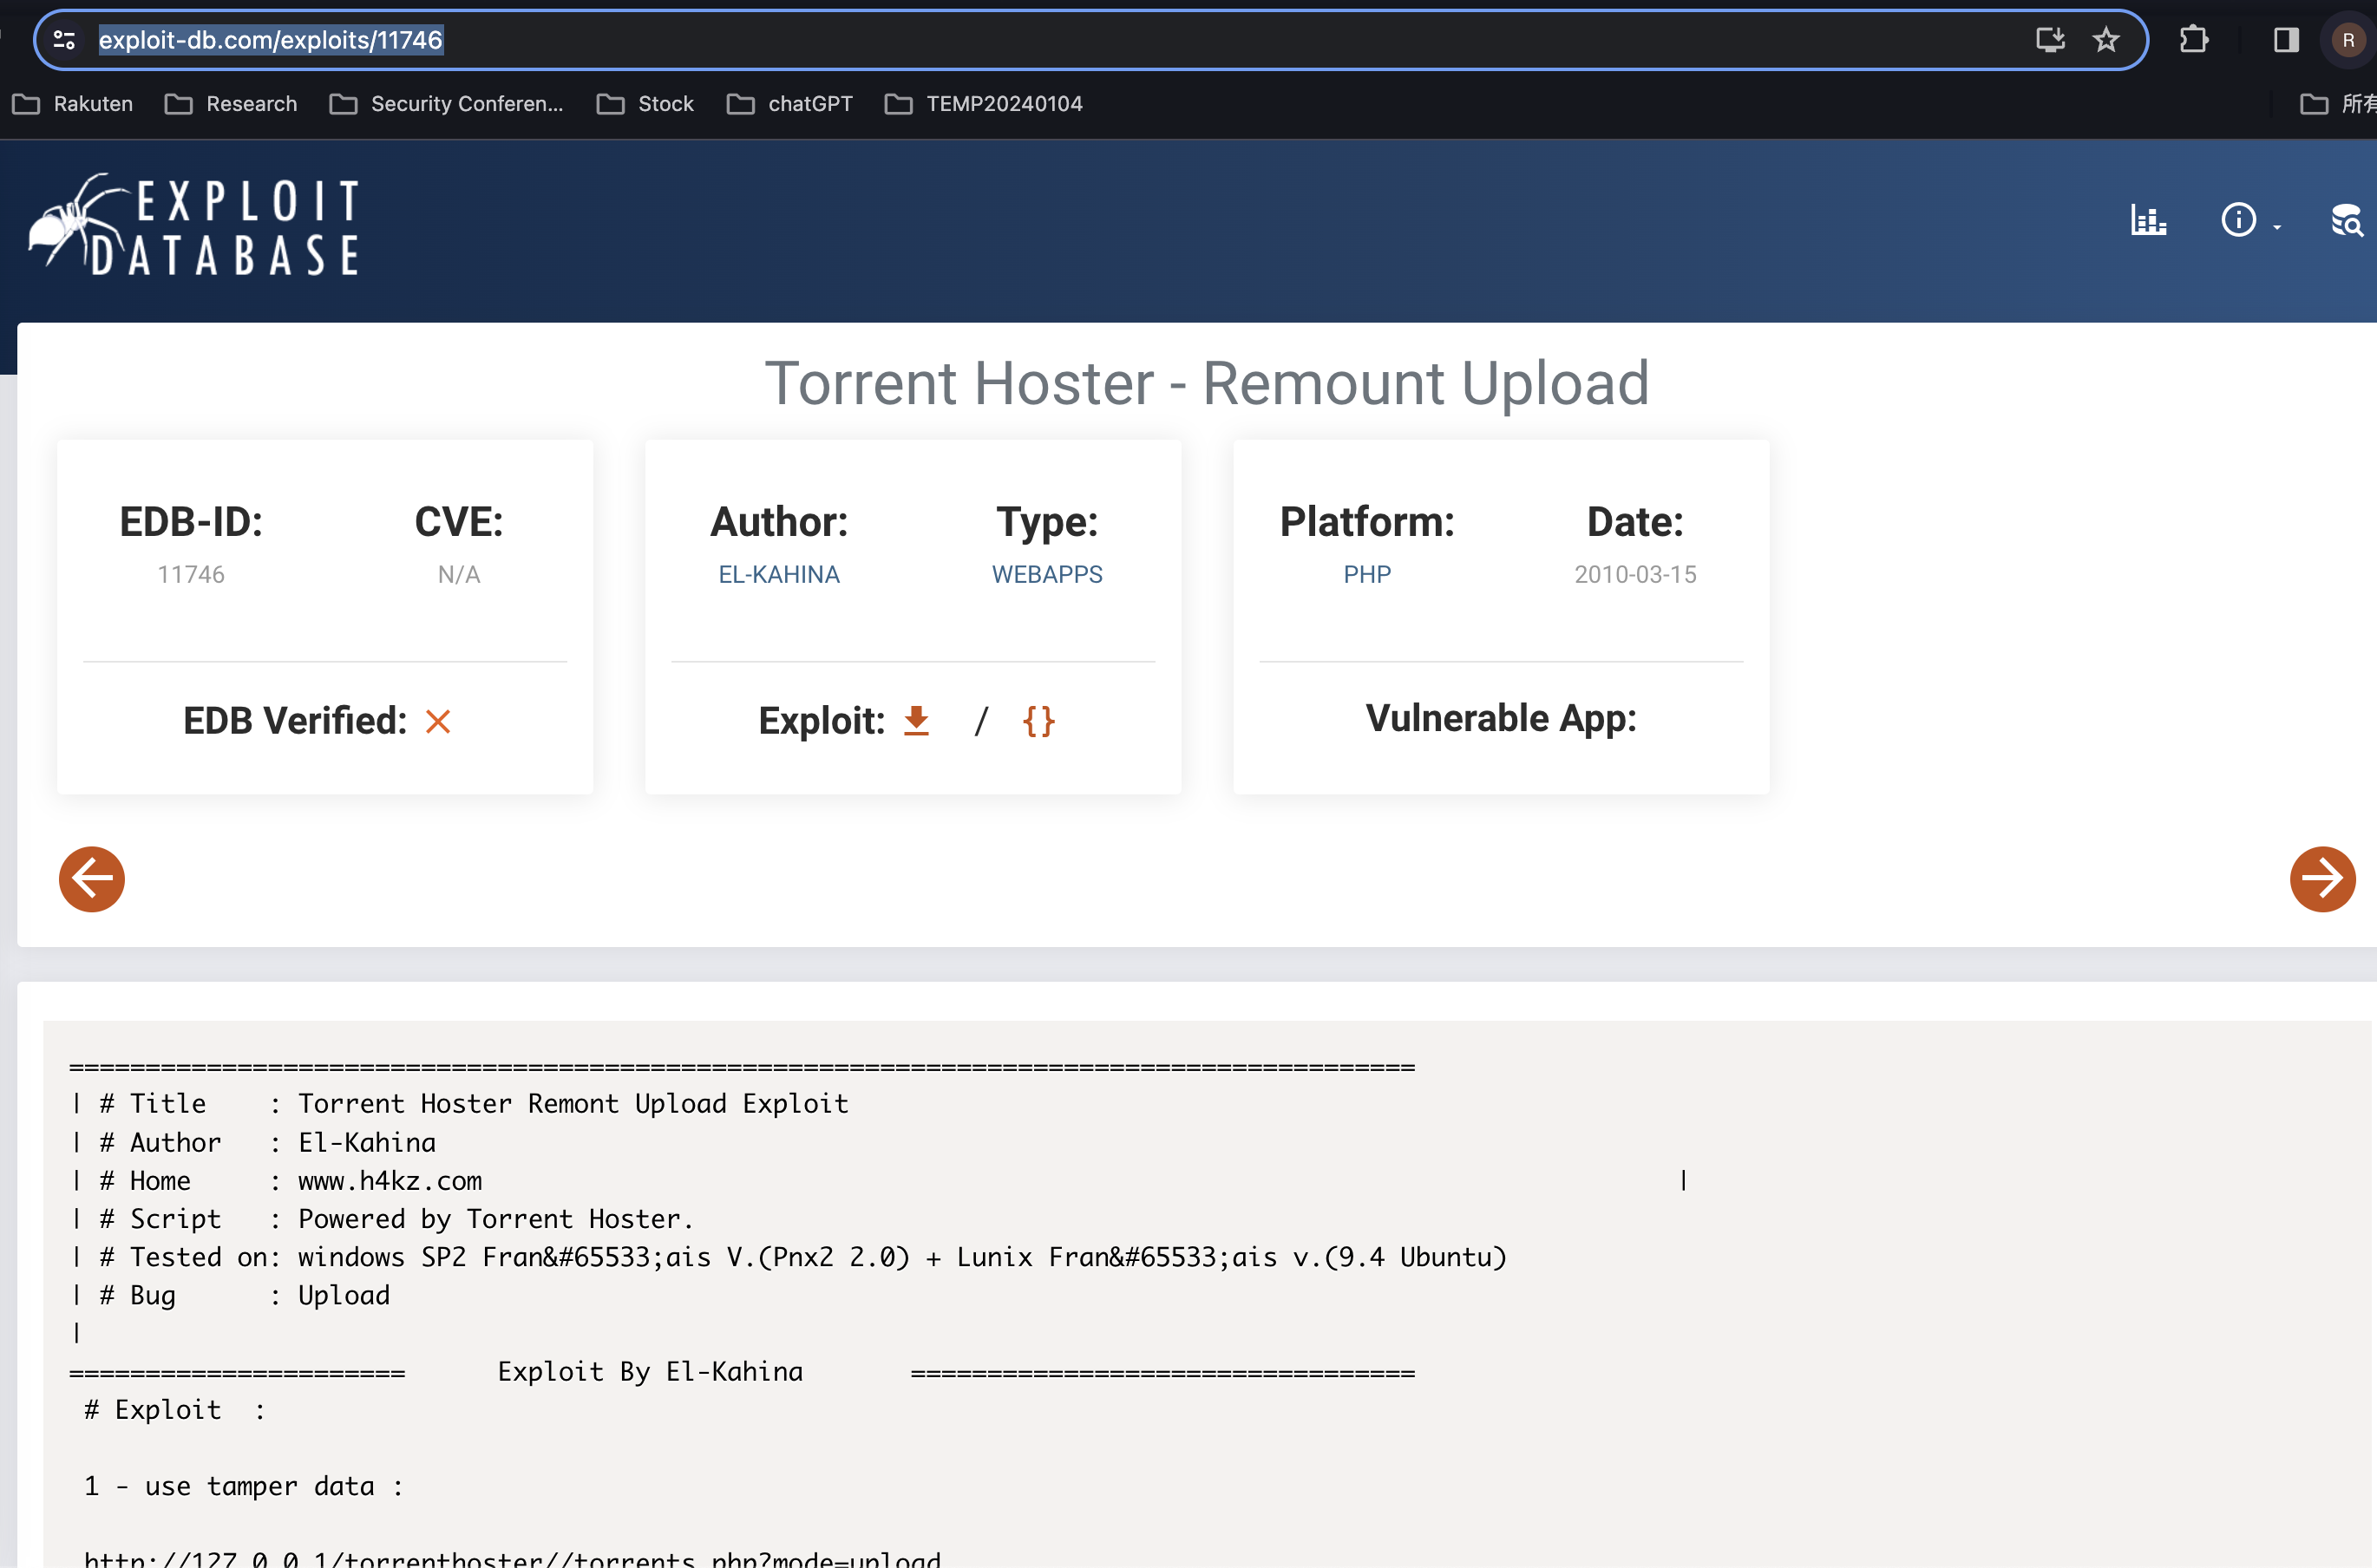 exploit-db.com/exploits/11746
R
Rakuten Research Security Conferen... Stock chatGPT TEMP20240104 所有
EXPLOIT
DATABASE
Torrent Hoster - Remount Upload
EDB-ID: CVE: Author: Type: Platform: Date:
11746 N/A EL-KAHINA WEBAPPS PHP 2010-03-15
EDB Verified: × Exploit: / {} Vulnerable App:
========================================================================================
| # Title    : Torrent Hoster Remont Upload Exploit
| # Author   : El-Kahina
| # Home     : www.h4kz.com                                                                               |
| # Script   : Powered by Torrent Hoster.
| # Tested on: windows SP2 Fran&#65533;ais V.(Pnx2 2.0) + Lunix Fran&#65533;ais v.(9.4 Ubuntu)
| # Bug      : Upload
|
======================      Exploit By El-Kahina       =================================
 # Exploit  :
 1 - use tamper data :
 http://127.0.0.1/torrenthoster//torrents.php?mode=upload